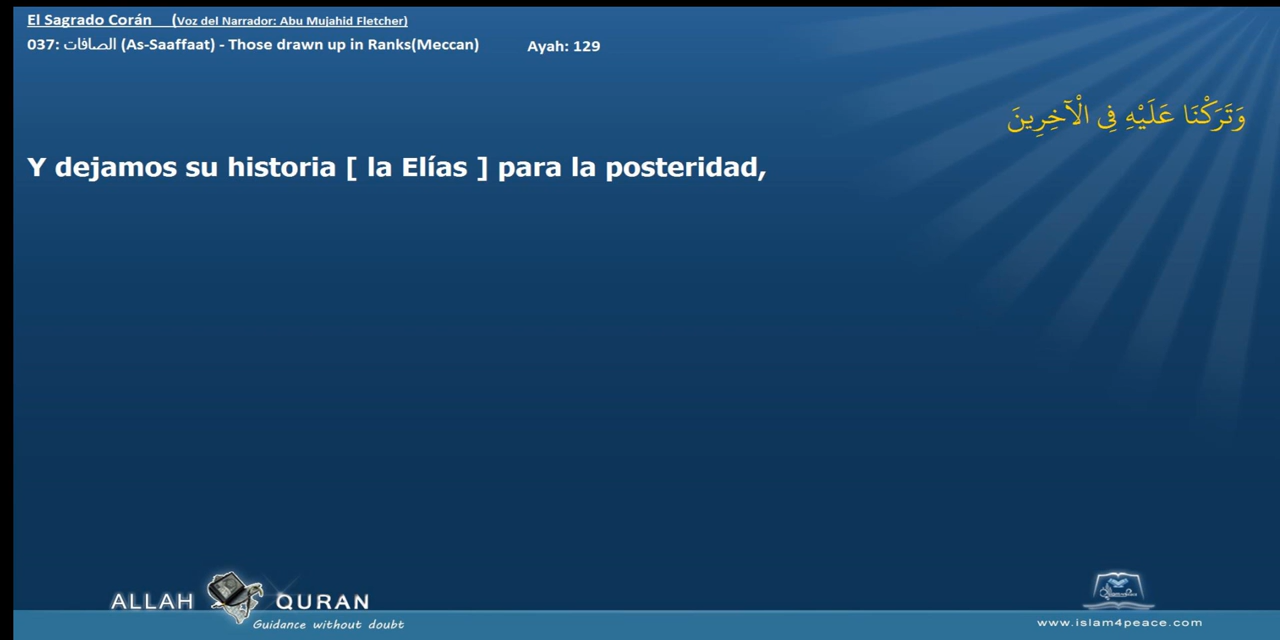 El Sagrado Corán (Voz del Narrador: Abu Mujahid Fletcher)
037: الصافات (As-Saaffaat) - Those drawn up in Ranks(Meccan) Ayah: 129
وَتَرَكْنَا عَلَيْهِ فِي الْآخِرِينَ
Y dejamos su historia [ la Elías ] para la posteridad,
ALLAH QURAN
Guidance without doubt
www.islam4peace.com